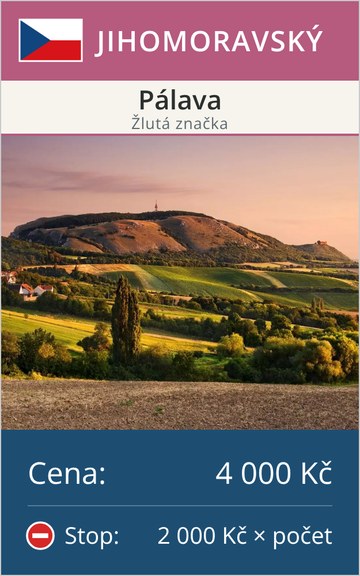 JIHOMORAVSKÝ
Pálava
Žlutá značka
Cena: 4 000 Kč
Stop: 2 000 Kč × počet